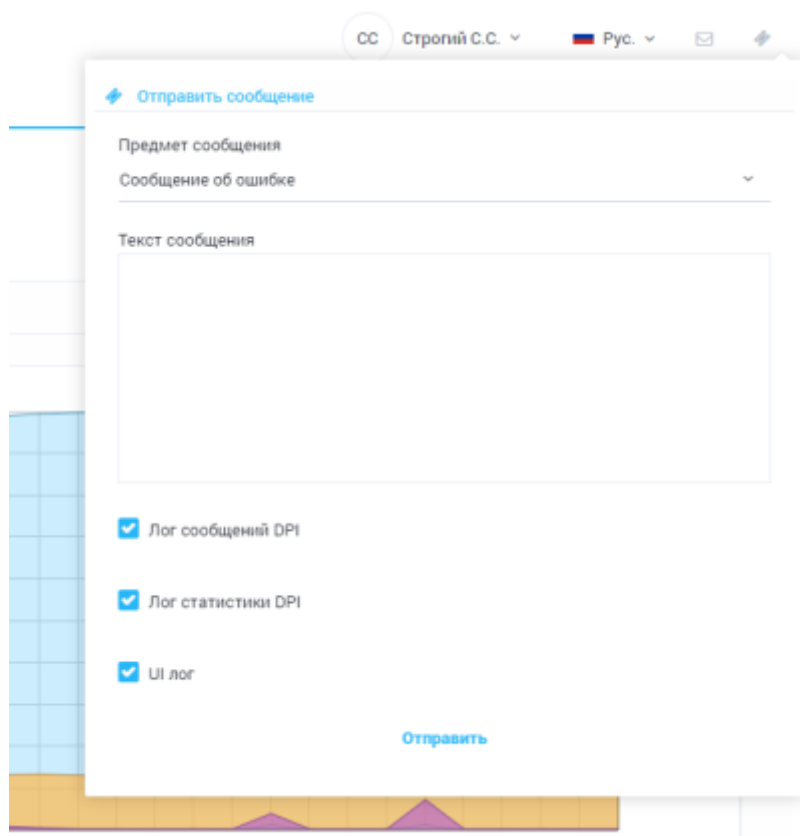 СС Строгий С.С. Рус.
Отправить сообщение
Предмет сообщения
Сообщение об ошибке
Текст сообщения
Лог сообщений DPI
Лог статистики DPI
UI лог
Отправить